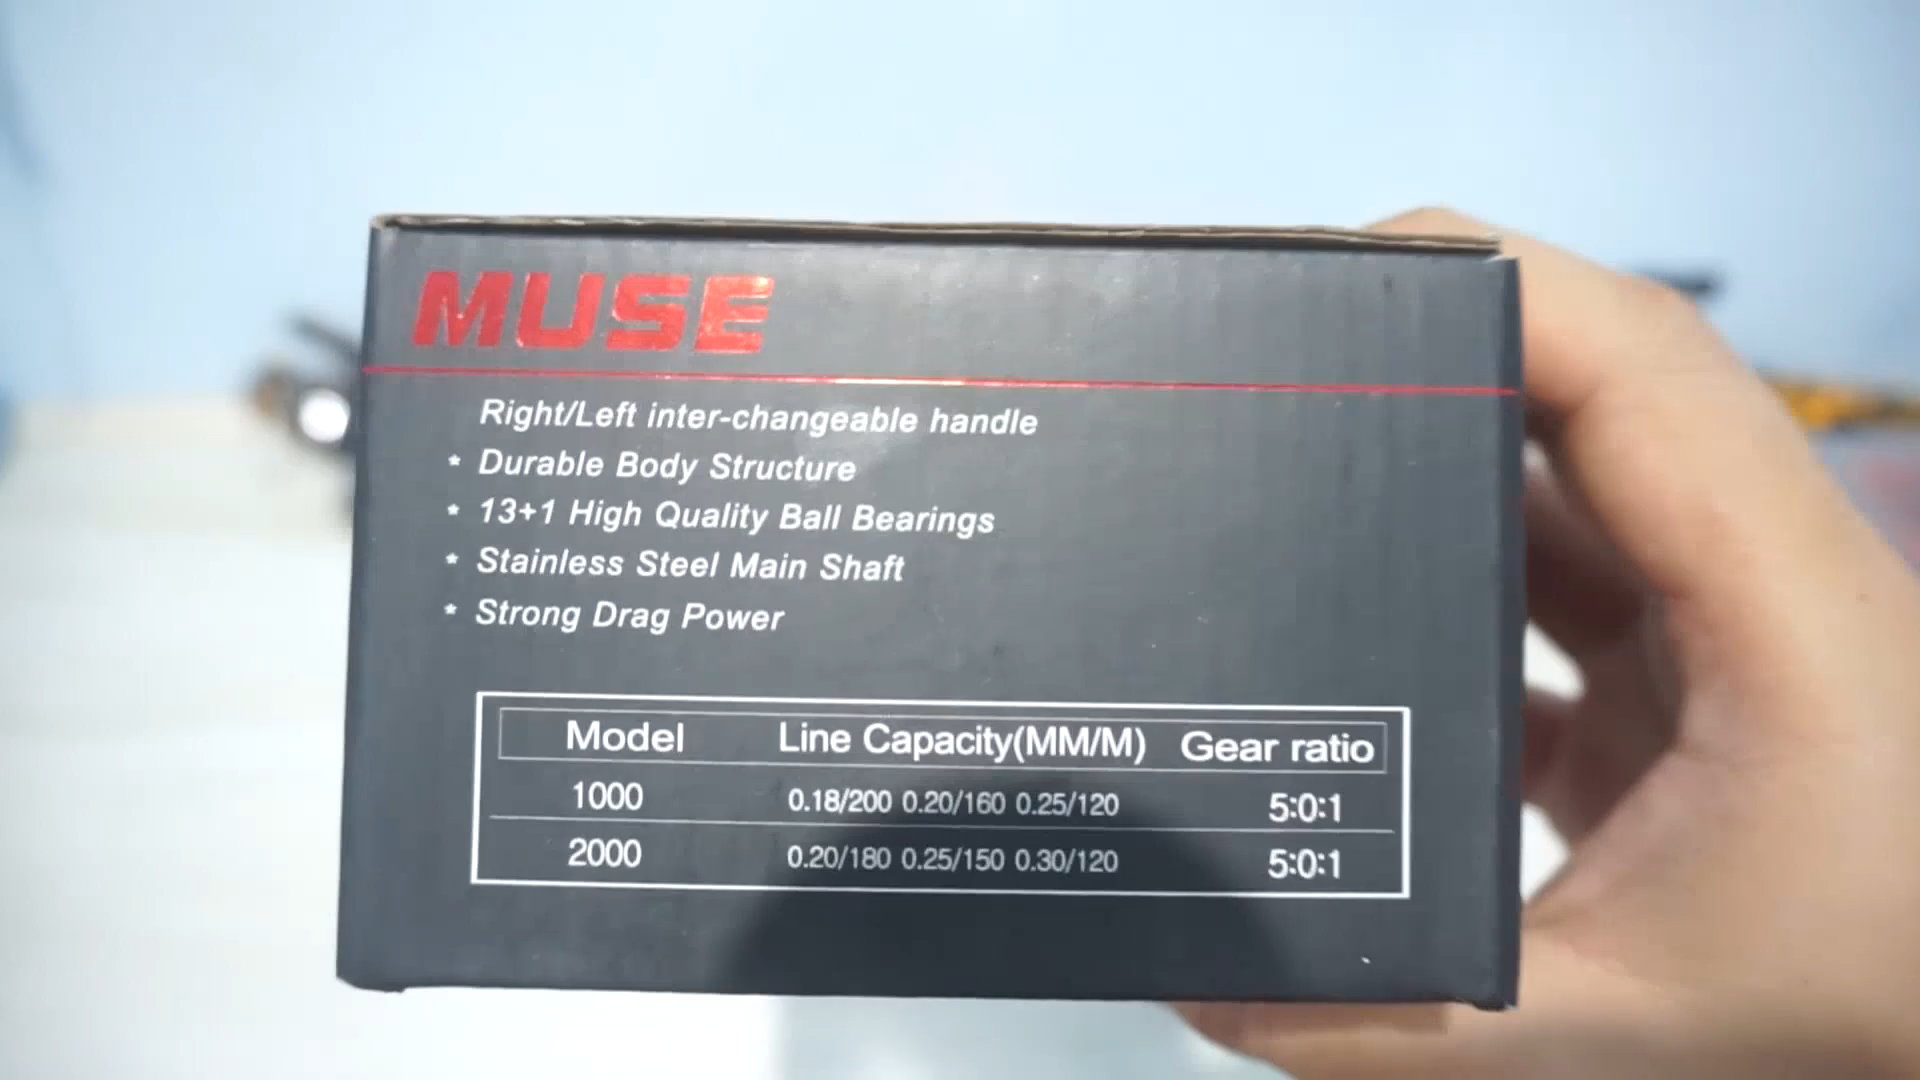 MUSE
Right/Left inter-changeable handle
* Durable Body Structure
* 13+1 High Quality Ball Bearings
* Stainless Steel Main Shaft
* Strong Drag Power
Model Line Capacity(MM/M) Gear ratio
1000 0.18/200 0.20/160 0.25/120 5:0:1
2000 0.20/180 0.25/150 0.30/120 5:0:1